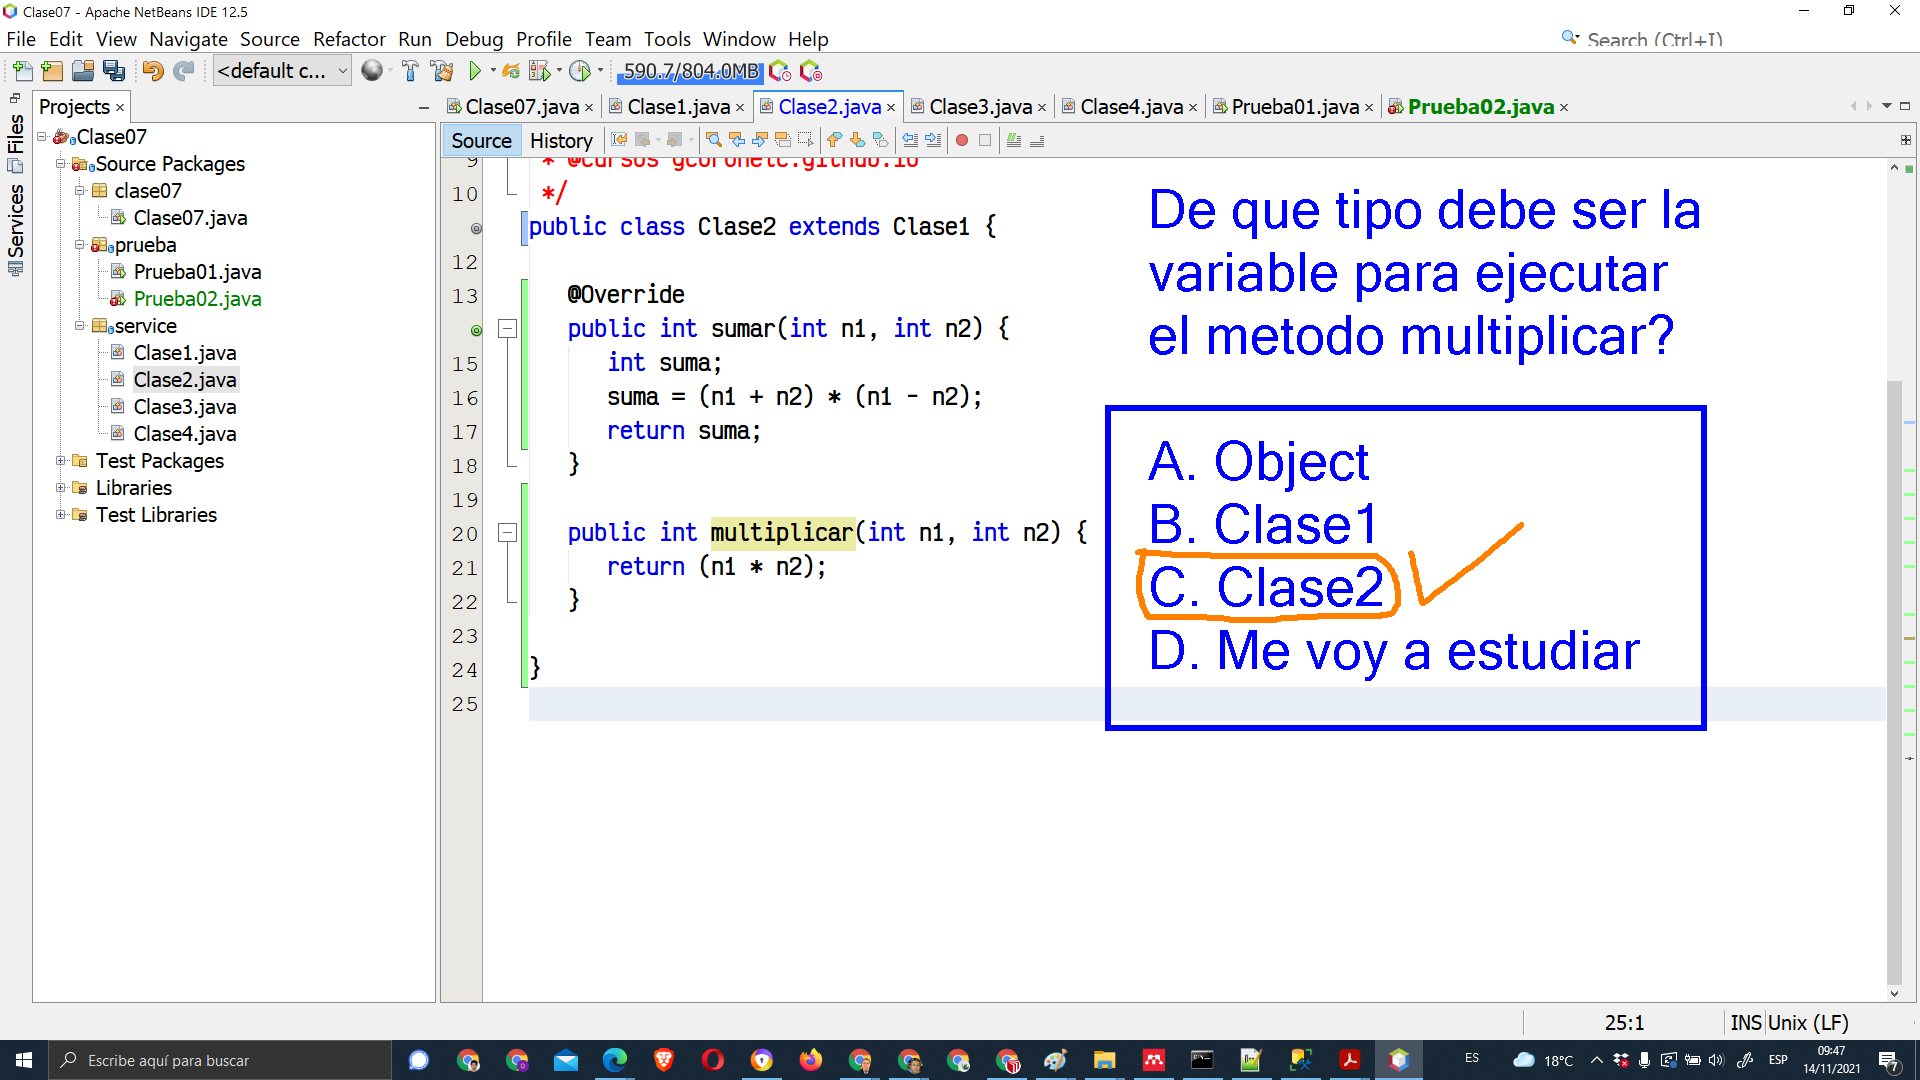 Clase07 - Apache NetBeans IDE 12.5
File Edit View Navigate Source Refactor Run Debug Profile Team Tools Window Help
Search (Ctrl+I)
<default c...
590.7/804.0MB
Files
Services
Projects
Clase07
Source Packages
clase07
Clase07.java
prueba
Prueba01.java
Prueba02.java
service
Clase1.java
Clase2.java
Clase3.java
Clase4.java
Test Packages
Libraries
Test Libraries
Clase07.java Clase1.java Clase2.java Clase3.java Clase4.java Prueba01.java Prueba02.java
Source History
9 * @cursos gcoronelc.github.io
10 */
public class Clase2 extends Clase1 {
12
13 @Override
public int sumar(int n1, int n2) {
15 int suma;
16 suma = (n1 + n2) * (n1 - n2);
17 return suma;
18 }
19
20 public int multiplicar(int n1, int n2) {
21 return (n1 * n2);
22 }
23
24 }
25
De que tipo debe ser la
variable para ejecutar
el metodo multiplicar?
A. Object
B. Clase1
C. Clase2
D. Me voy a estudiar
25:1 INS Unix (LF)
Escribe aquí para buscar
ES
18°C
ESP
09:47
14/11/2021
7